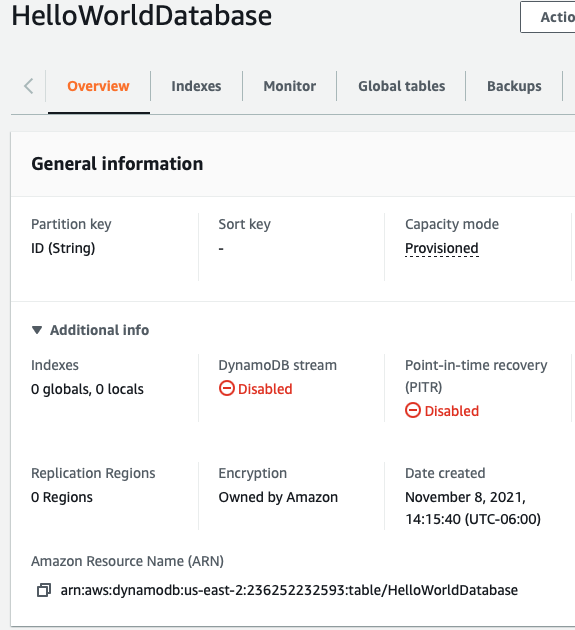 HelloWorldDatabase
Actio
Overview
Indexes
Monitor
Global tables
Backups
General information
Partition key
ID (String)
Sort key
-
Capacity mode
Provisioned
Additional info
Indexes
0 globals, 0 locals
DynamoDB stream
Disabled
Point-in-time recovery
(PITR)
Disabled
Replication Regions
0 Regions
Encryption
Owned by Amazon
Date created
November 8, 2021,
14:15:40 (UTC-06:00)
Amazon Resource Name (ARN)
arn:aws:dynamodb:us-east-2:236252232593:table/HelloWorldDatabase